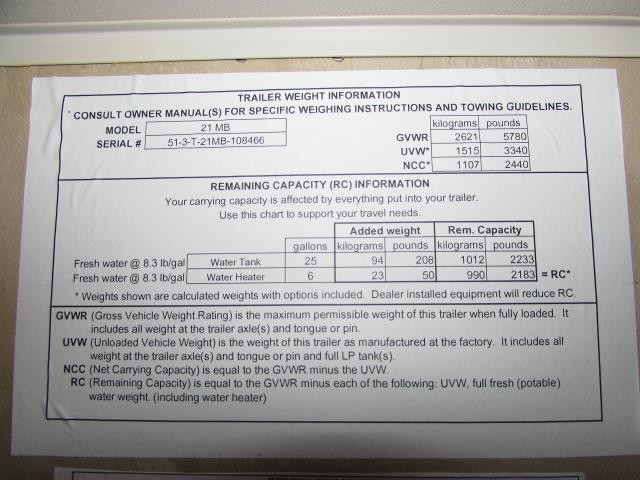 TRAILER WEIGHT INFORMATION
* CONSULT OWNER MANUAL(S) FOR SPECIFIC WEIGHING INSTRUCTIONS AND TOWING GUIDELINES.
kilograms pounds
MODEL 21 MB GVWR 2621 5780
SERIAL # 51-3-T-21MB-108466 UVW* 1515 3340
NCC* 1107 2440
REMAINING CAPACITY (RC) INFORMATION
Your carrying capacity is affected by everything put into your trailer.
Use this chart to support your travel needs.
Added weight Rem. Capacity
gallons kilograms pounds kilograms pounds
Fresh water @ 8.3 lb/gal Water Tank 25 94 208 1012 2233
Fresh water @ 8.3 lb/gal Water Heater 6 23 50 990 2183 = RC*
* Weights shown are calculated weights with options included. Dealer installed equipment will reduce RC.
GVWR (Gross Vehicle Weight Rating) is the maximum permissible weight of this trailer when fully loaded. It
includes all weight at the trailer axle(s) and tongue or pin.
UVW (Unloaded Vehicle Weight) is the weight of this trailer as manufactured at the factory. It includes all
weight at the trailer axle(s) and tongue or pin and full LP tank(s).
NCC (Net Carrying Capacity) is equal to the GVWR minus the UVW.
RC (Remaining Capacity) is equal to the GVWR minus each of the following: UVW, full fresh (potable)
water weight. (including water heater)